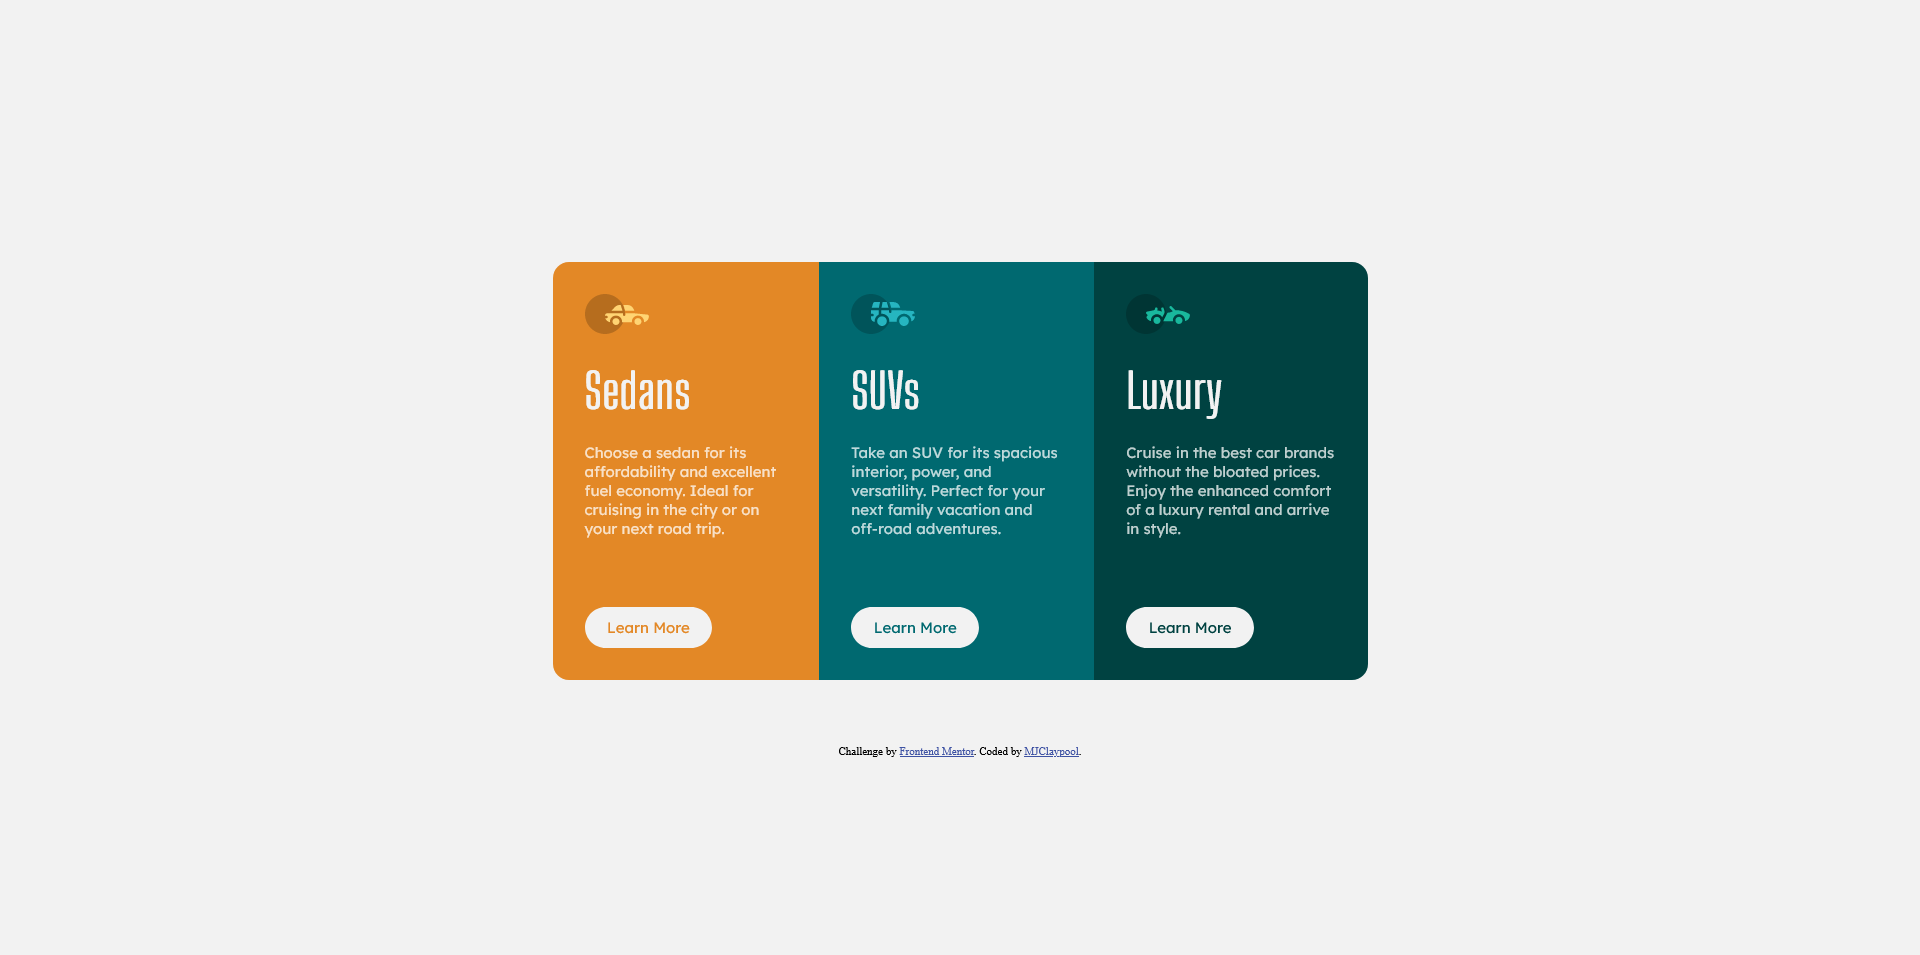 Sedans
Choose a sedan for its
affordability and excellent
fuel economy. Ideal for
cruising in the city or on
your next road trip.
Learn More
SUVs
Take an SUV for its spacious
interior, power, and
versatility. Perfect for your
next family vacation and
off-road adventures.
Learn More
Luxury
Cruise in the best car brands
without the bloated prices.
Enjoy the enhanced comfort
of a luxury rental and arrive
in style.
Learn More
Challenge by Frontend Mentor. Coded by MJClaypool.